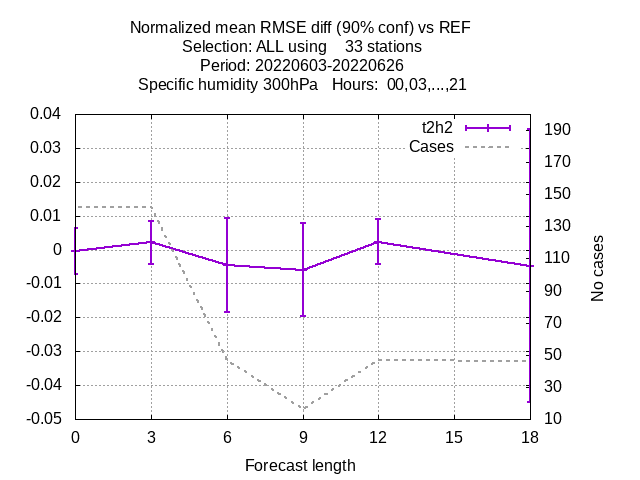 Normalized mean RMSE diff (90% conf) vs REF
Selection: ALL using    33 stations
Period: 20220603-20220626
Specific humidity 300hPa   Hours:  00,03,...,21
t2h2
Cases
0.04
0.03
0.02
0.01
0
-0.01
-0.02
-0.03
-0.04
-0.05
190
170
150
130
110
90
70
50
30
10
No cases
0 3 6 9 12 15 18
Forecast length